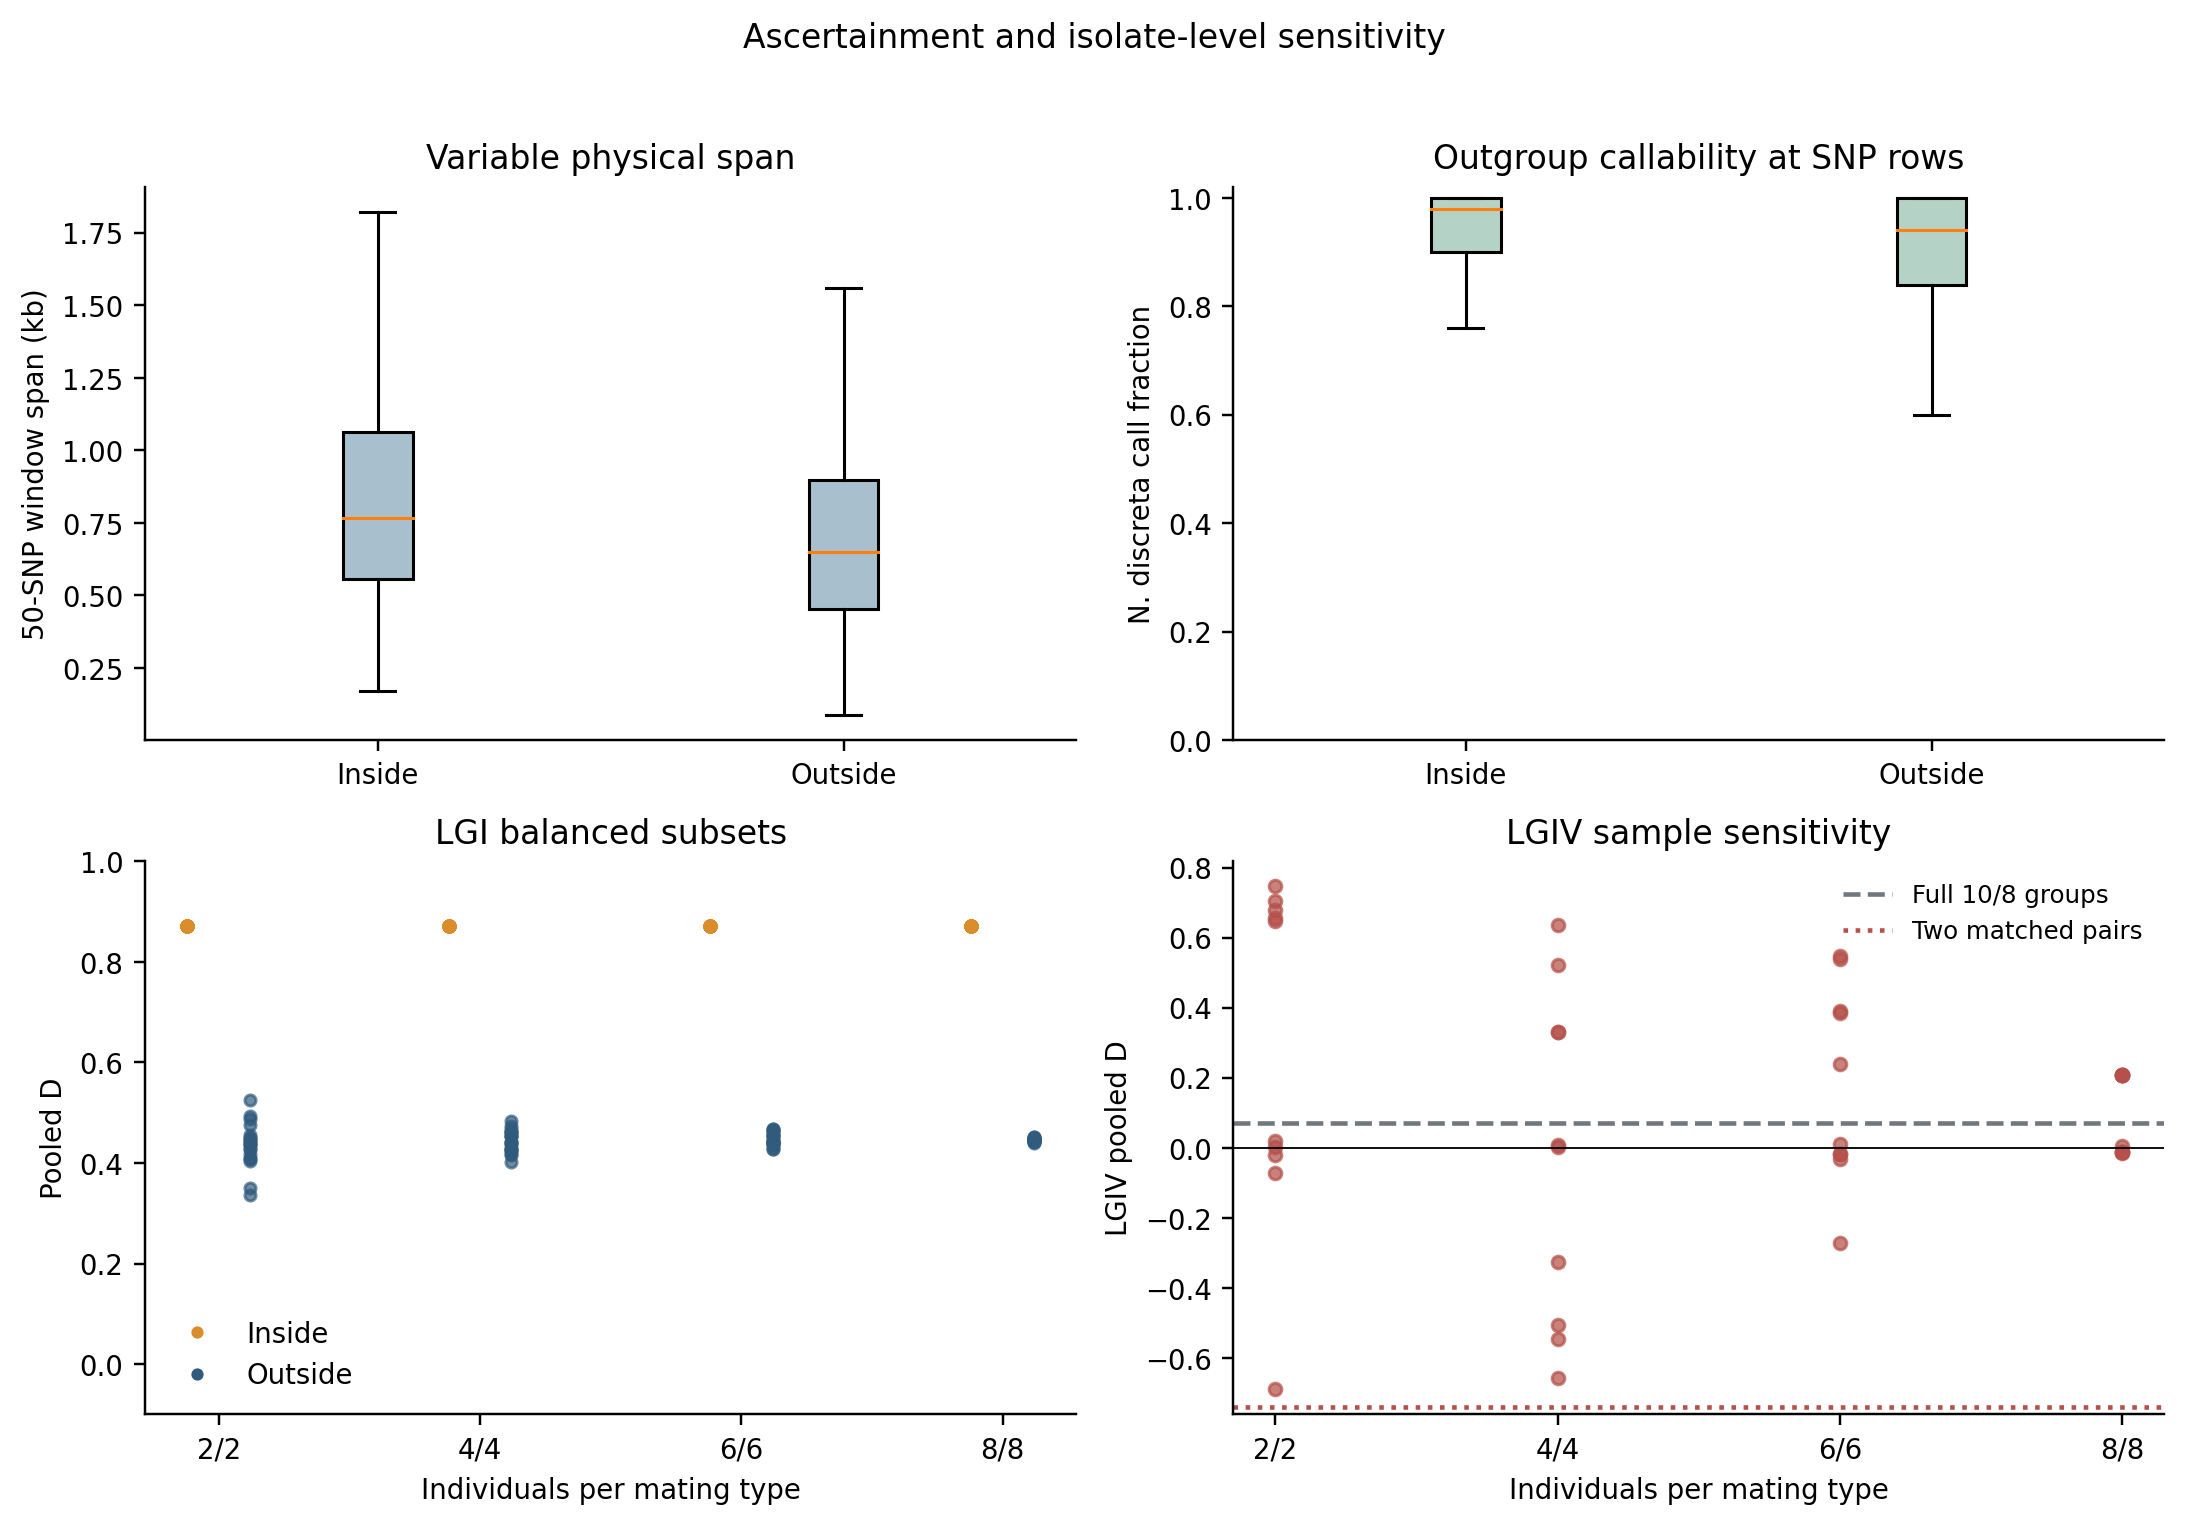 Ascertainment and isolate-level sensitivity
Variable physical span
50-SNP window span (kb)
1.75
1.50
1.25
1.00
0.75
0.50
0.25
Inside
Outside
Outgroup callability at SNP rows
N. discreta call fraction
1.0
0.8
0.6
0.4
0.2
0.0
Inside
Outside
LGI balanced subsets
Pooled D
1.0
0.8
0.6
0.4
0.2
0.0
Inside
Outside
2/2
4/4
6/6
8/8
Individuals per mating type
LGIV sample sensitivity
LGIV pooled D
0.8
0.6
0.4
0.2
0.0
−0.2
−0.4
−0.6
Full 10/8 groups
Two matched pairs
2/2
4/4
6/6
8/8
Individuals per mating type